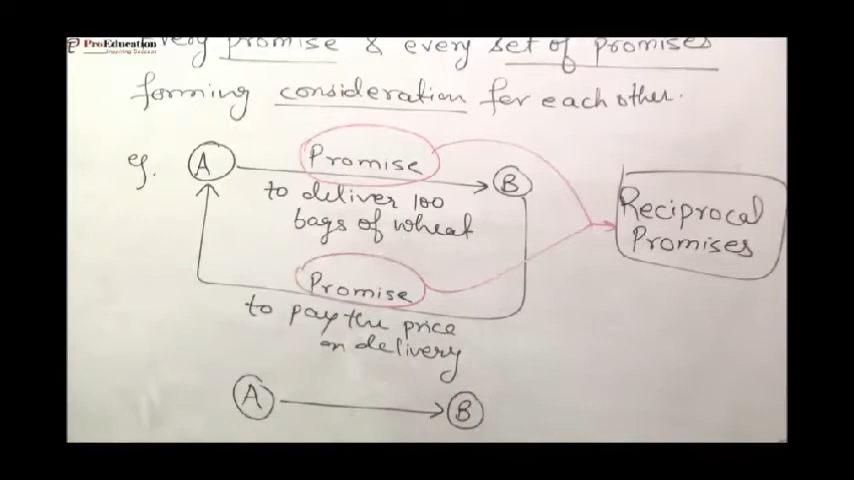 ProEducation
Every promise & every set of promises
forming consideration for each other.
eg. A Promise B
to deliver 100
bags of wheat
Reciprocal
Promises
Promise
to pay the price
on delivery
A B